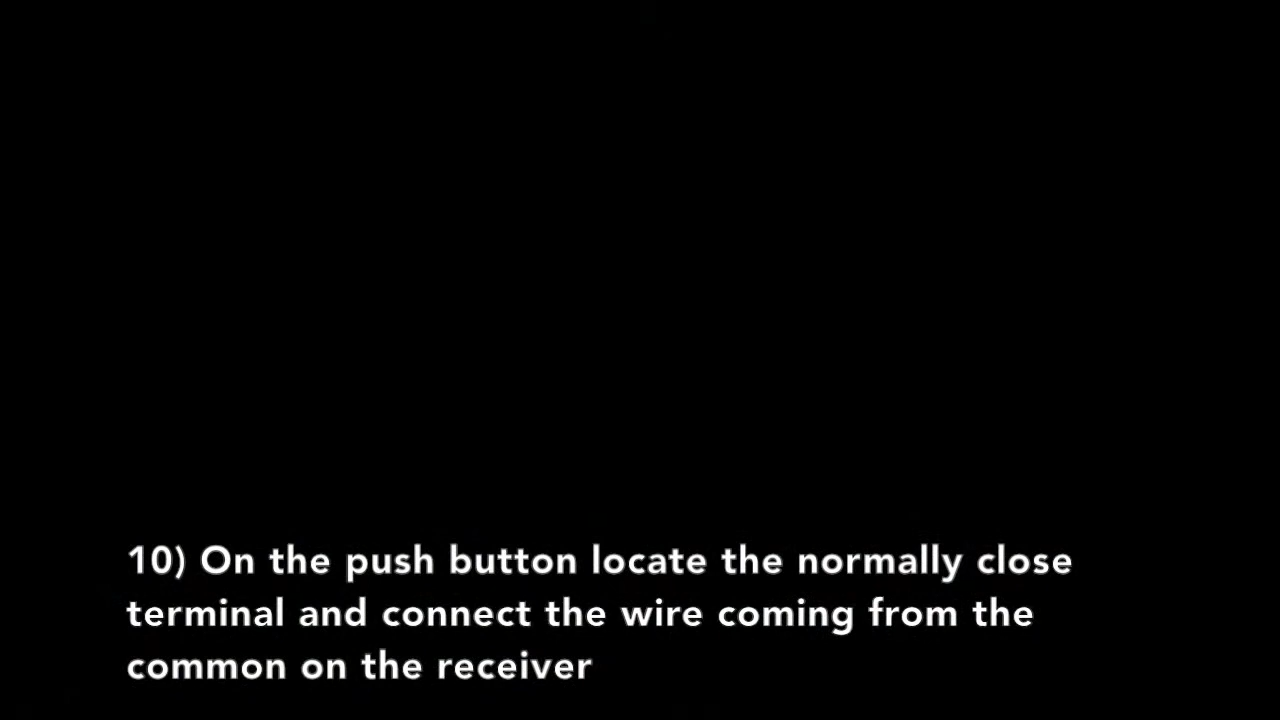 10) On the push button locate the normally close
terminal and connect the wire coming from the
common on the receiver